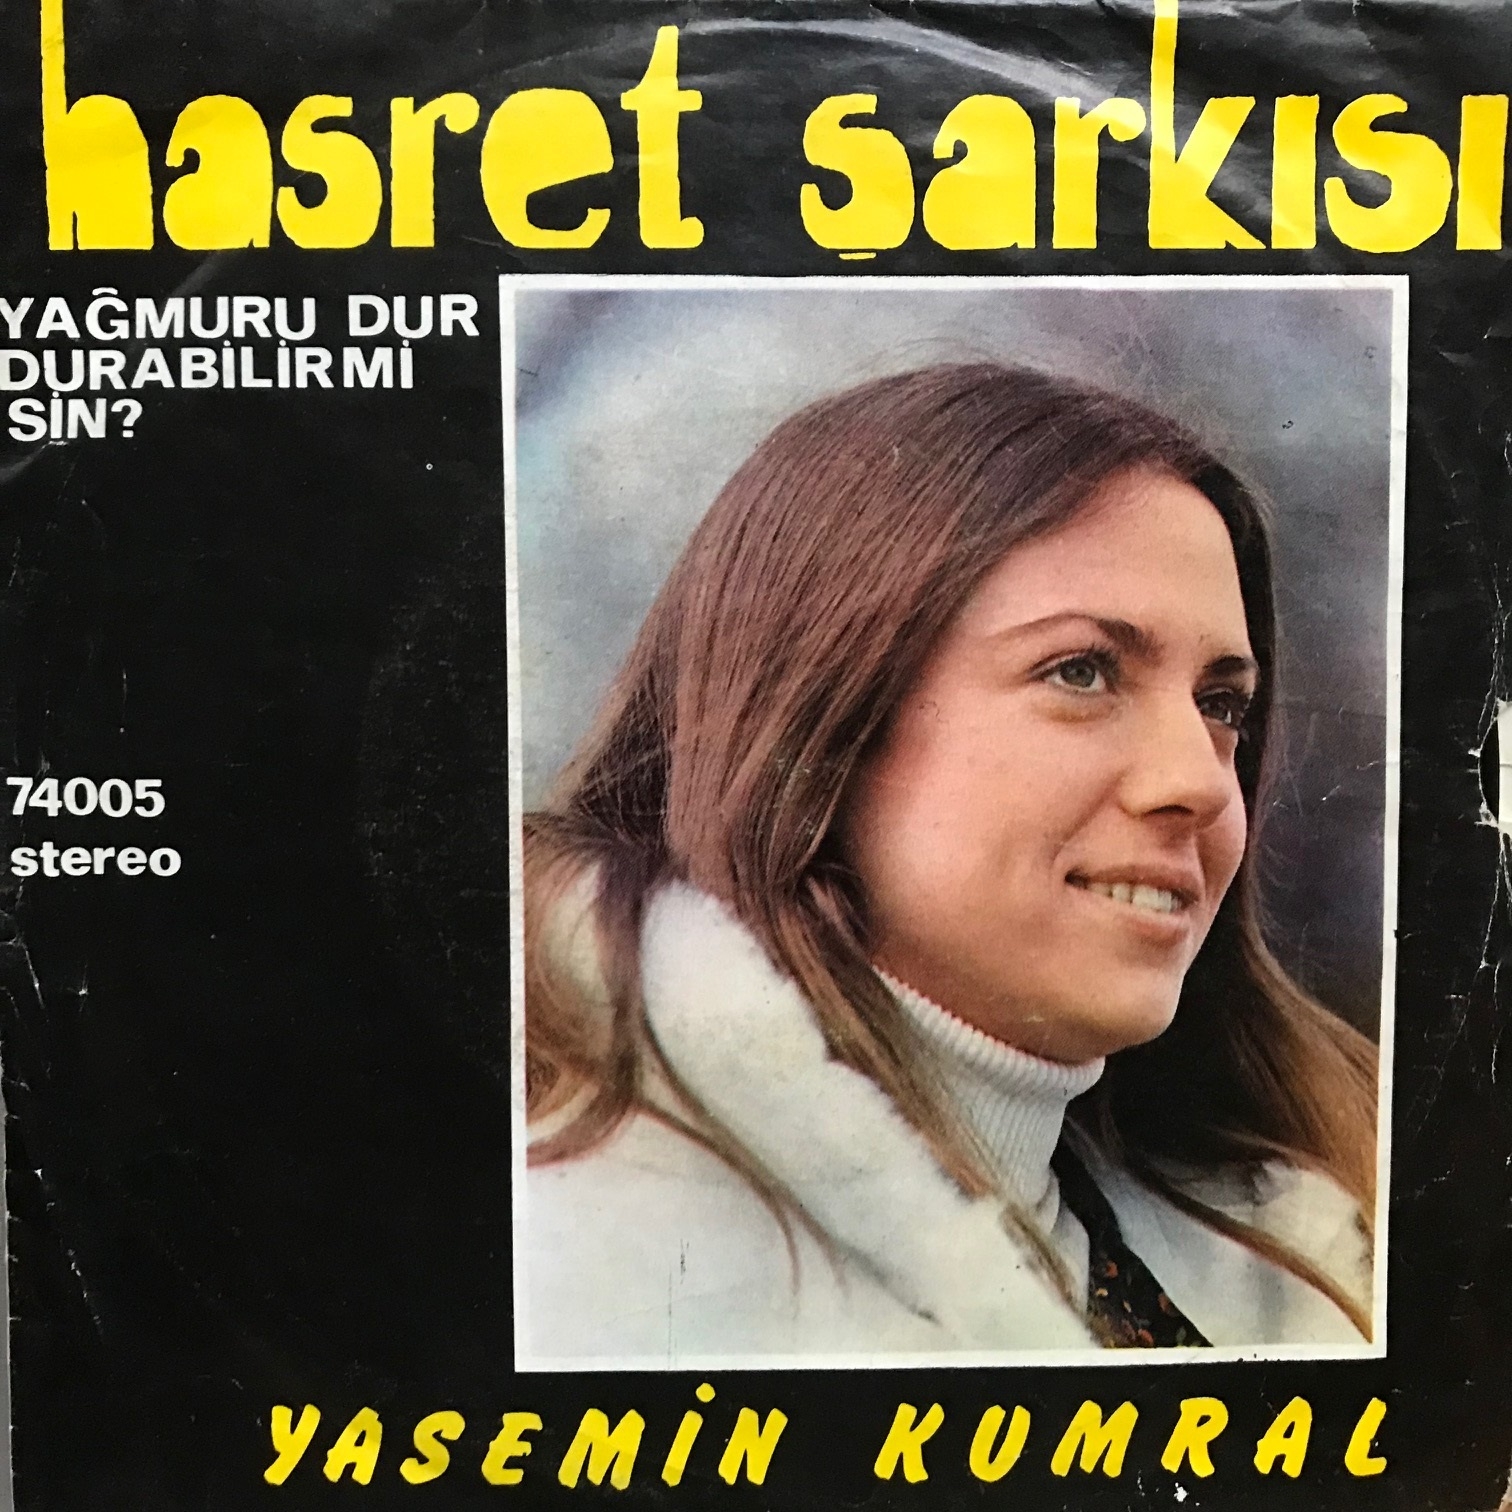 hasret şarkısı
YAĞMURU DUR
DURABİLİRMİ
SİN?
74005
stereo
YASEMİN KUMRAL